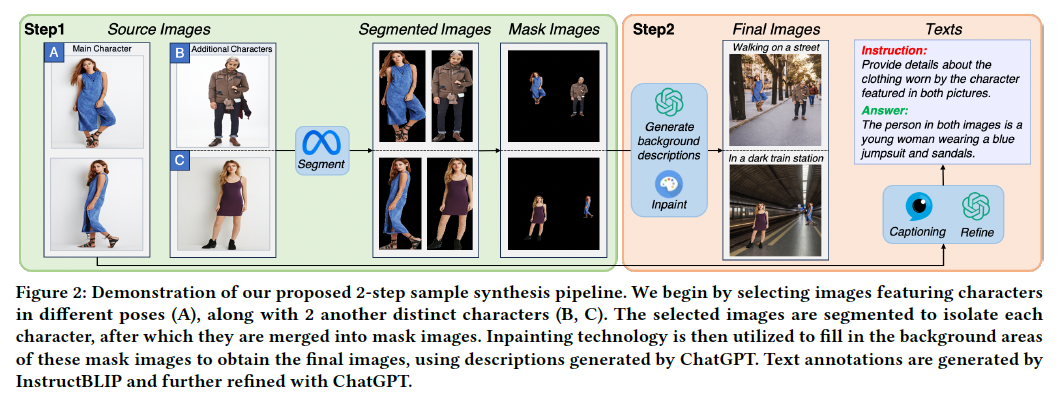 Step1
Source Images
Segmented Images
Mask Images
A
Main Character
B
Additional Characters
C
Segment
Step2
Final Images
Texts
Walking on a street
In a dark train station
Generate
background
descriptions
Inpaint
Instruction:
Provide details about the
clothing worn by the character
featured in both pictures.
Answer:
The person in both images is a
young woman wearing a blue
jumpsuit and sandals.
Captioning
Refine
Figure 2: Demonstration of our proposed 2-step sample synthesis pipeline. We begin by selecting images featuring characters
in different poses (A), along with 2 another distinct characters (B, C). The selected images are segmented to isolate each
character, after which they are merged into mask images. Inpainting technology is then utilized to fill in the background areas
of these mask images to obtain the final images, using descriptions generated by ChatGPT. Text annotations are generated by
InstructBLIP and further refined with ChatGPT.